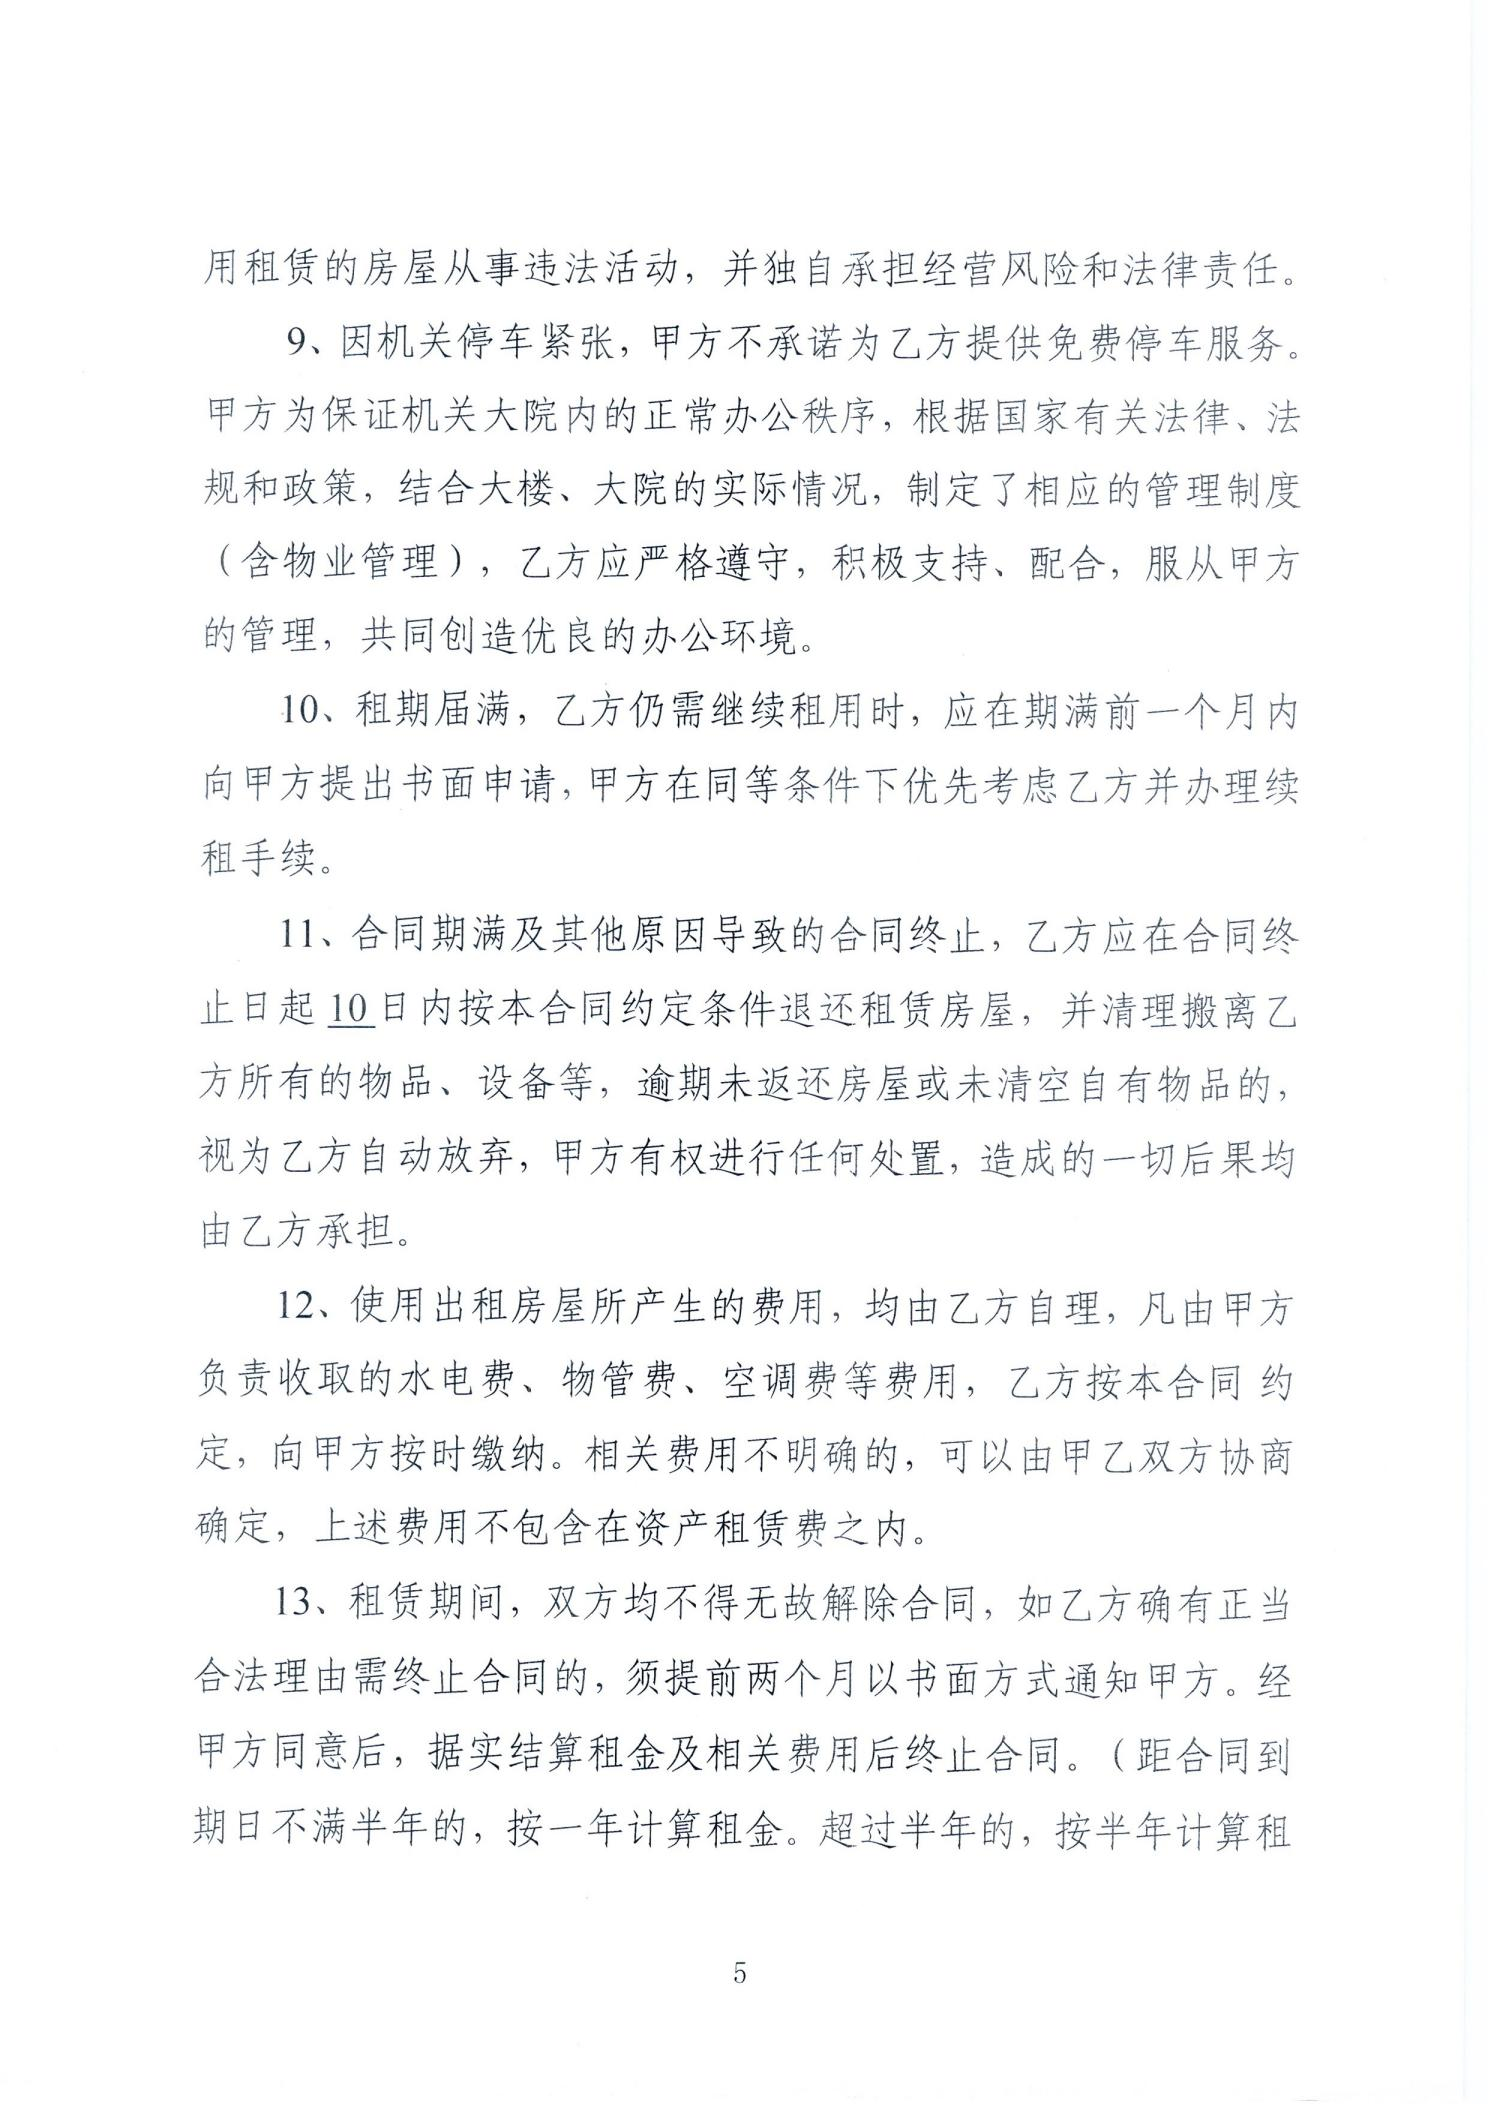 用租赁的房屋从事违法活动，并独自承担经营风险和法律责任。
9、因机关停车紧张，甲方不承诺为乙方提供免费停车服务。
甲方为保证机关大院内的正常办公秩序，根据国家有关法律、法
规和政策，结合大楼、大院的实际情况，制定了相应的管理制度
（含物业管理），乙方应严格遵守，积极支持、配合，服从甲方
的管理，共同创造优良的办公环境。
10、租期届满，乙方仍需继续租用时，应在期满前一个月内
向甲方提出书面申请，甲方在同等条件下优先考虑乙方并办理续
租手续。
11、合同期满及其他原因导致的合同终止，乙方应在合同终
止日起 10 日内按本合同约定条件退还租赁房屋，并清理搬离乙
方所有的物品、设备等，逾期未返还房屋或未清空自有物品的，
视为乙方自动放弃，甲方有权进行任何处置，造成的一切后果均
由乙方承担。
12、使用出租房屋所产生的费用，均由乙方自理，凡由甲方
负责收取的水电费、物管费、空调费等费用，乙方按本合同 约
定，向甲方按时缴纳。相关费用不明确的，可以由甲乙双方协商
确定，上述费用不包含在资产租赁费之内。
13、租赁期间，双方均不得无故解除合同，如乙方确有正当
合法理由需终止合同的，须提前两个月以书面方式通知甲方。经
甲方同意后，据实结算租金及相关费用后终止合同。（距合同到
期日不满半年的，按一年计算租金。超过半年的，按半年计算租
5